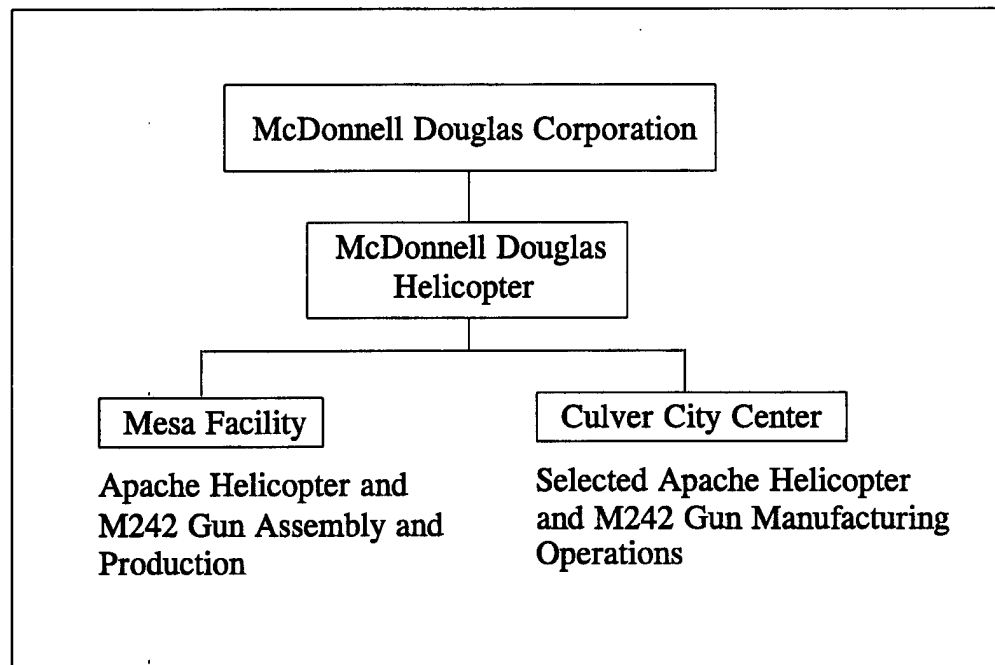 McDonnell Douglas Corporation
McDonnell Douglas
Helicopter
Mesa Facility
Apache Helicopter and
M242 Gun Assembly and
Production
Culver City Center
Selected Apache Helicopter
and M242 Gun Manufacturing
Operations